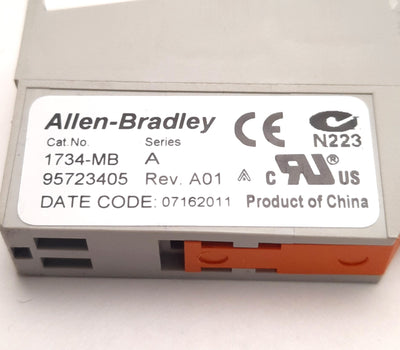 Allen-Bradley CE
Cat.No. Series N223
1734-MB A
95723405 Rev. A01 c UR US
DATE CODE: 07162011 Product of China